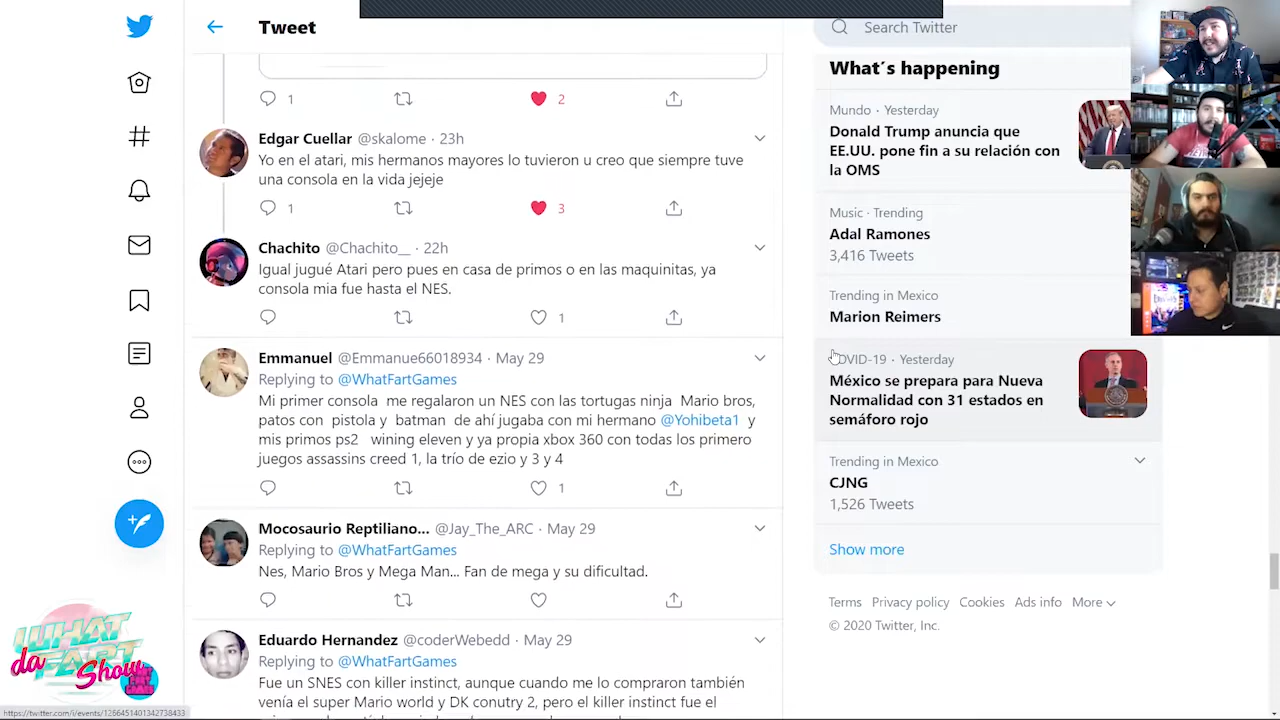 Tweet
Search Twitter
1
2
Edgar Cuellar @skalome · 23h
Yo en el atari, mis hermanos mayores lo tuvieron u creo que siempre tuve
una consola en la vida jejeje
1
3
Chachito @Chachito__ · 22h
Igual jugué Atari pero pues en casa de primos o en las maquinitas, ya
consola mia fue hasta el NES.
1
Emmanuel @Emmanue66018934 · May 29
Replying to @WhatFartGames
Mi primer consola me regalaron un NES con las tortugas ninja Mario bros,
patos con pistola y batman de ahí jugaba con mi hermano @Yohibeta1 y
mis primos ps2 wining eleven y ya propia xbox 360 con todas los primero
juegos assassins creed 1, la trío de ezio y 3 y 4
1
Mocosaurio Reptiliano... @Jay_The_ARC · May 29
Replying to @WhatFartGames
Nes, Mario Bros y Mega Man... Fan de mega y su dificultad.
Eduardo Hernandez @coderWebedd · May 29
Replying to @WhatFartGames
Fue un SNES con killer instinct, aunque cuando me lo compraron también
venía el super Mario world y DK conutry 2, pero el killer instinct fue el
What´s happening
Mundo · Yesterday
Donald Trump anuncia que
EE.UU. pone fin a su relación con
la OMS
Music · Trending
Adal Ramones
3,416 Tweets
Trending in Mexico
Marion Reimers
COVID-19 · Yesterday
México se prepara para Nueva
Normalidad con 31 estados en
semáforo rojo
Trending in Mexico
CJNG
1,526 Tweets
Show more
Terms Privacy policy Cookies Ads info More
© 2020 Twitter, Inc.
WHAT
da FART
Show
https://twitter.com/i/events/1266451401342738433